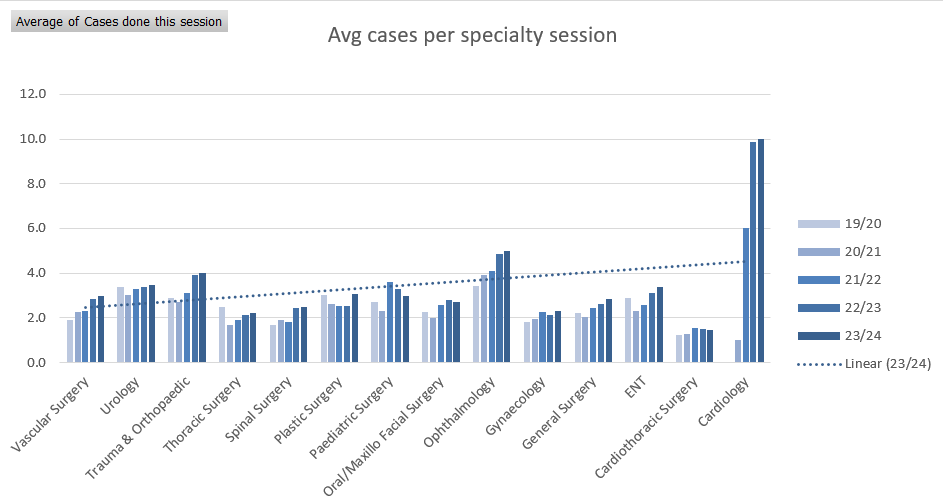 Average of Cases done this session
Avg cases per specialty session
12.0
10.0
8.0
6.0
4.0
2.0
0.0
Vascular Surgery
Urology
Trauma & Orthopaedic
Thoracic Surgery
Spinal Surgery
Plastic Surgery
Paediatric Surgery
Oral/Maxillo Facial Surgery
Ophthalmology
Gynaecology
General Surgery
ENT
Cardiothoracic Surgery
Cardiology
19/20
20/21
21/22
22/23
23/24
Linear (23/24)